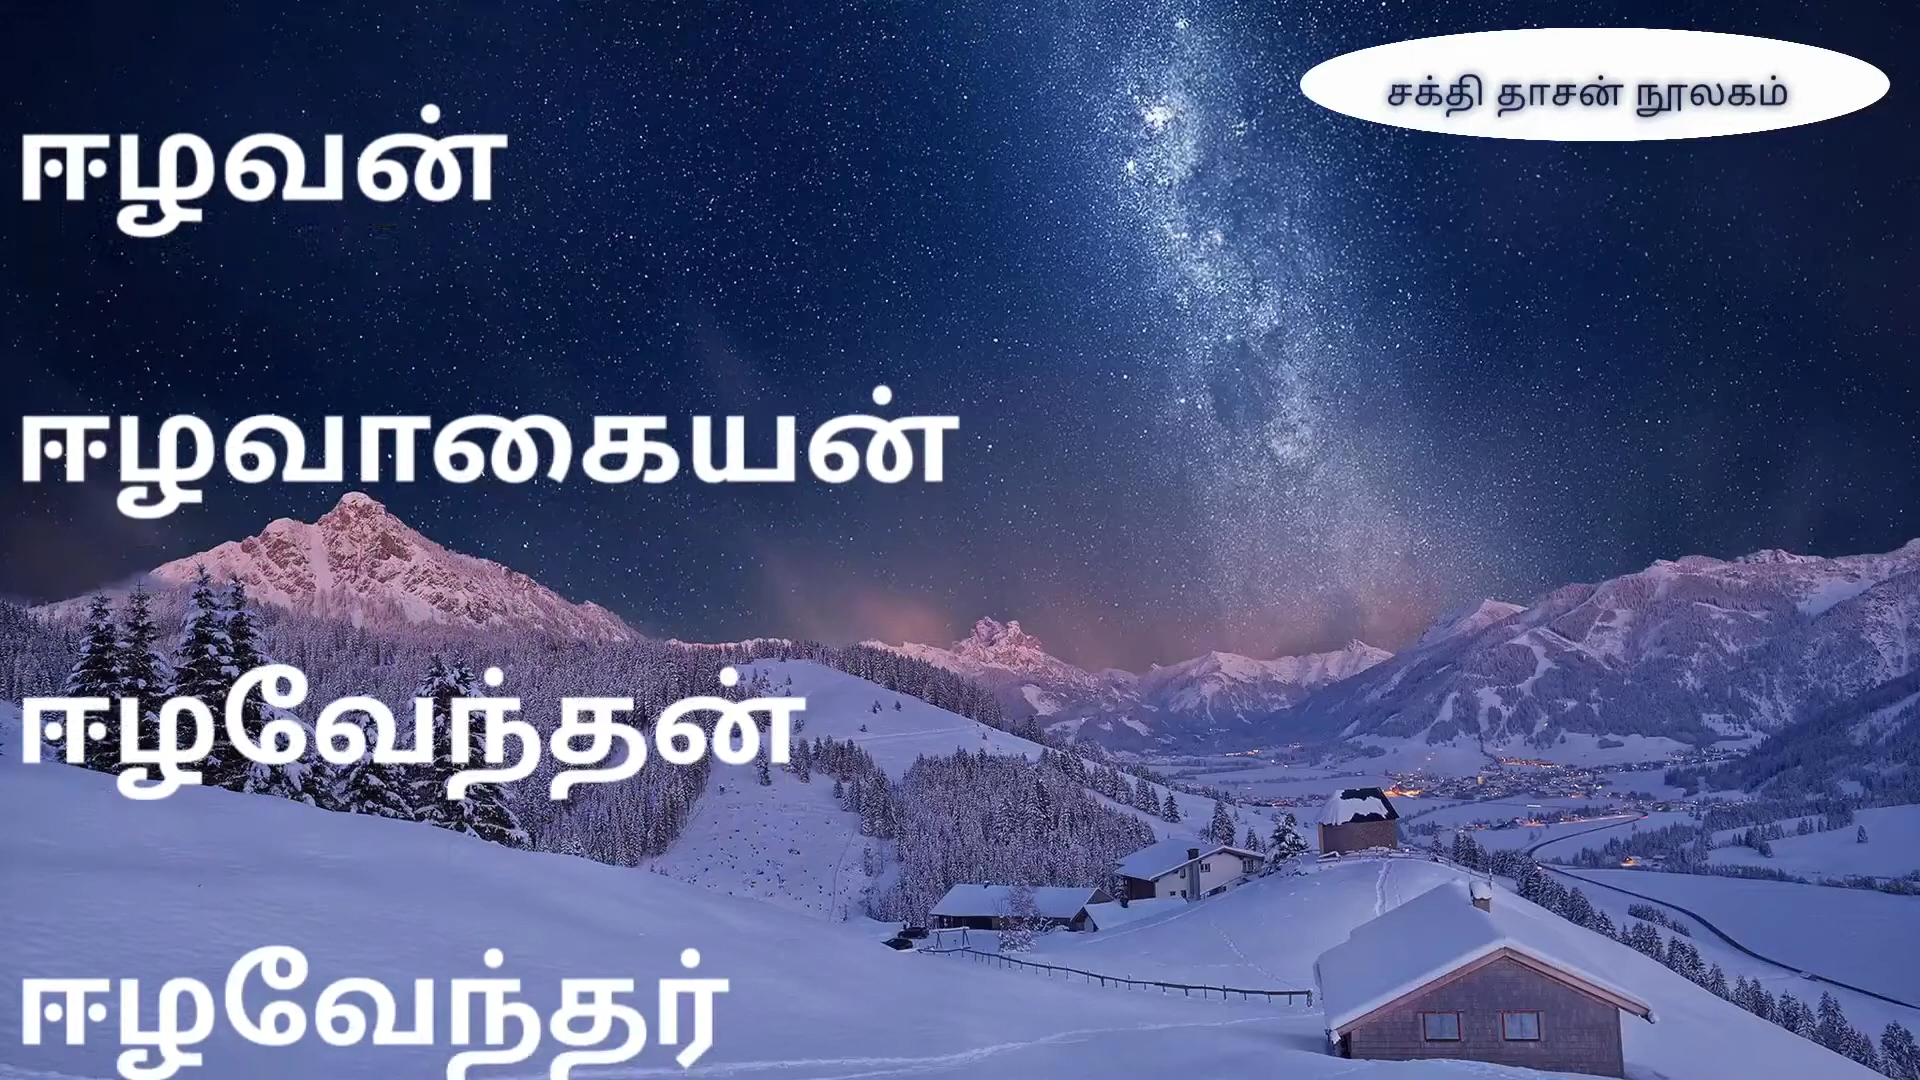 சக்தி தாசன் நூலகம்
ஈழவன்
ஈழவாகையன்
ஈழவேந்தன்
ஈழவேந்தர்